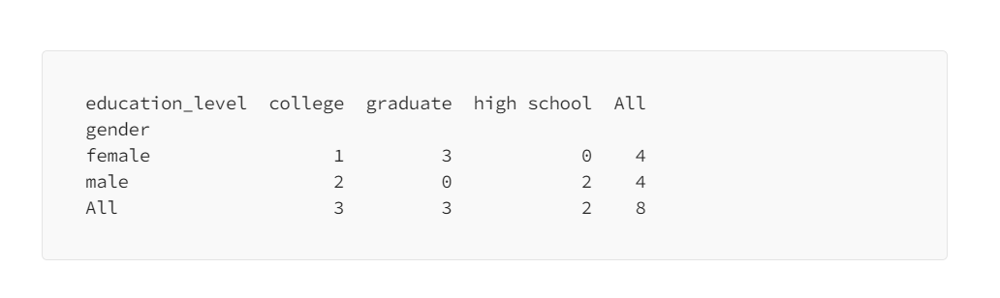 education_level  college  graduate  high school  All
gender
female                 1         3            0    4
male                   2         0            2    4
All                    3         3            2    8